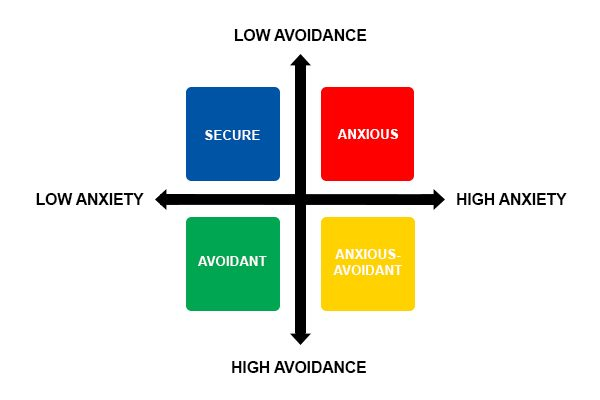 LOW AVOIDANCE
SECURE
ANXIOUS
LOW ANXIETY
HIGH ANXIETY
AVOIDANT
ANXIOUS-
AVOIDANT
HIGH AVOIDANCE